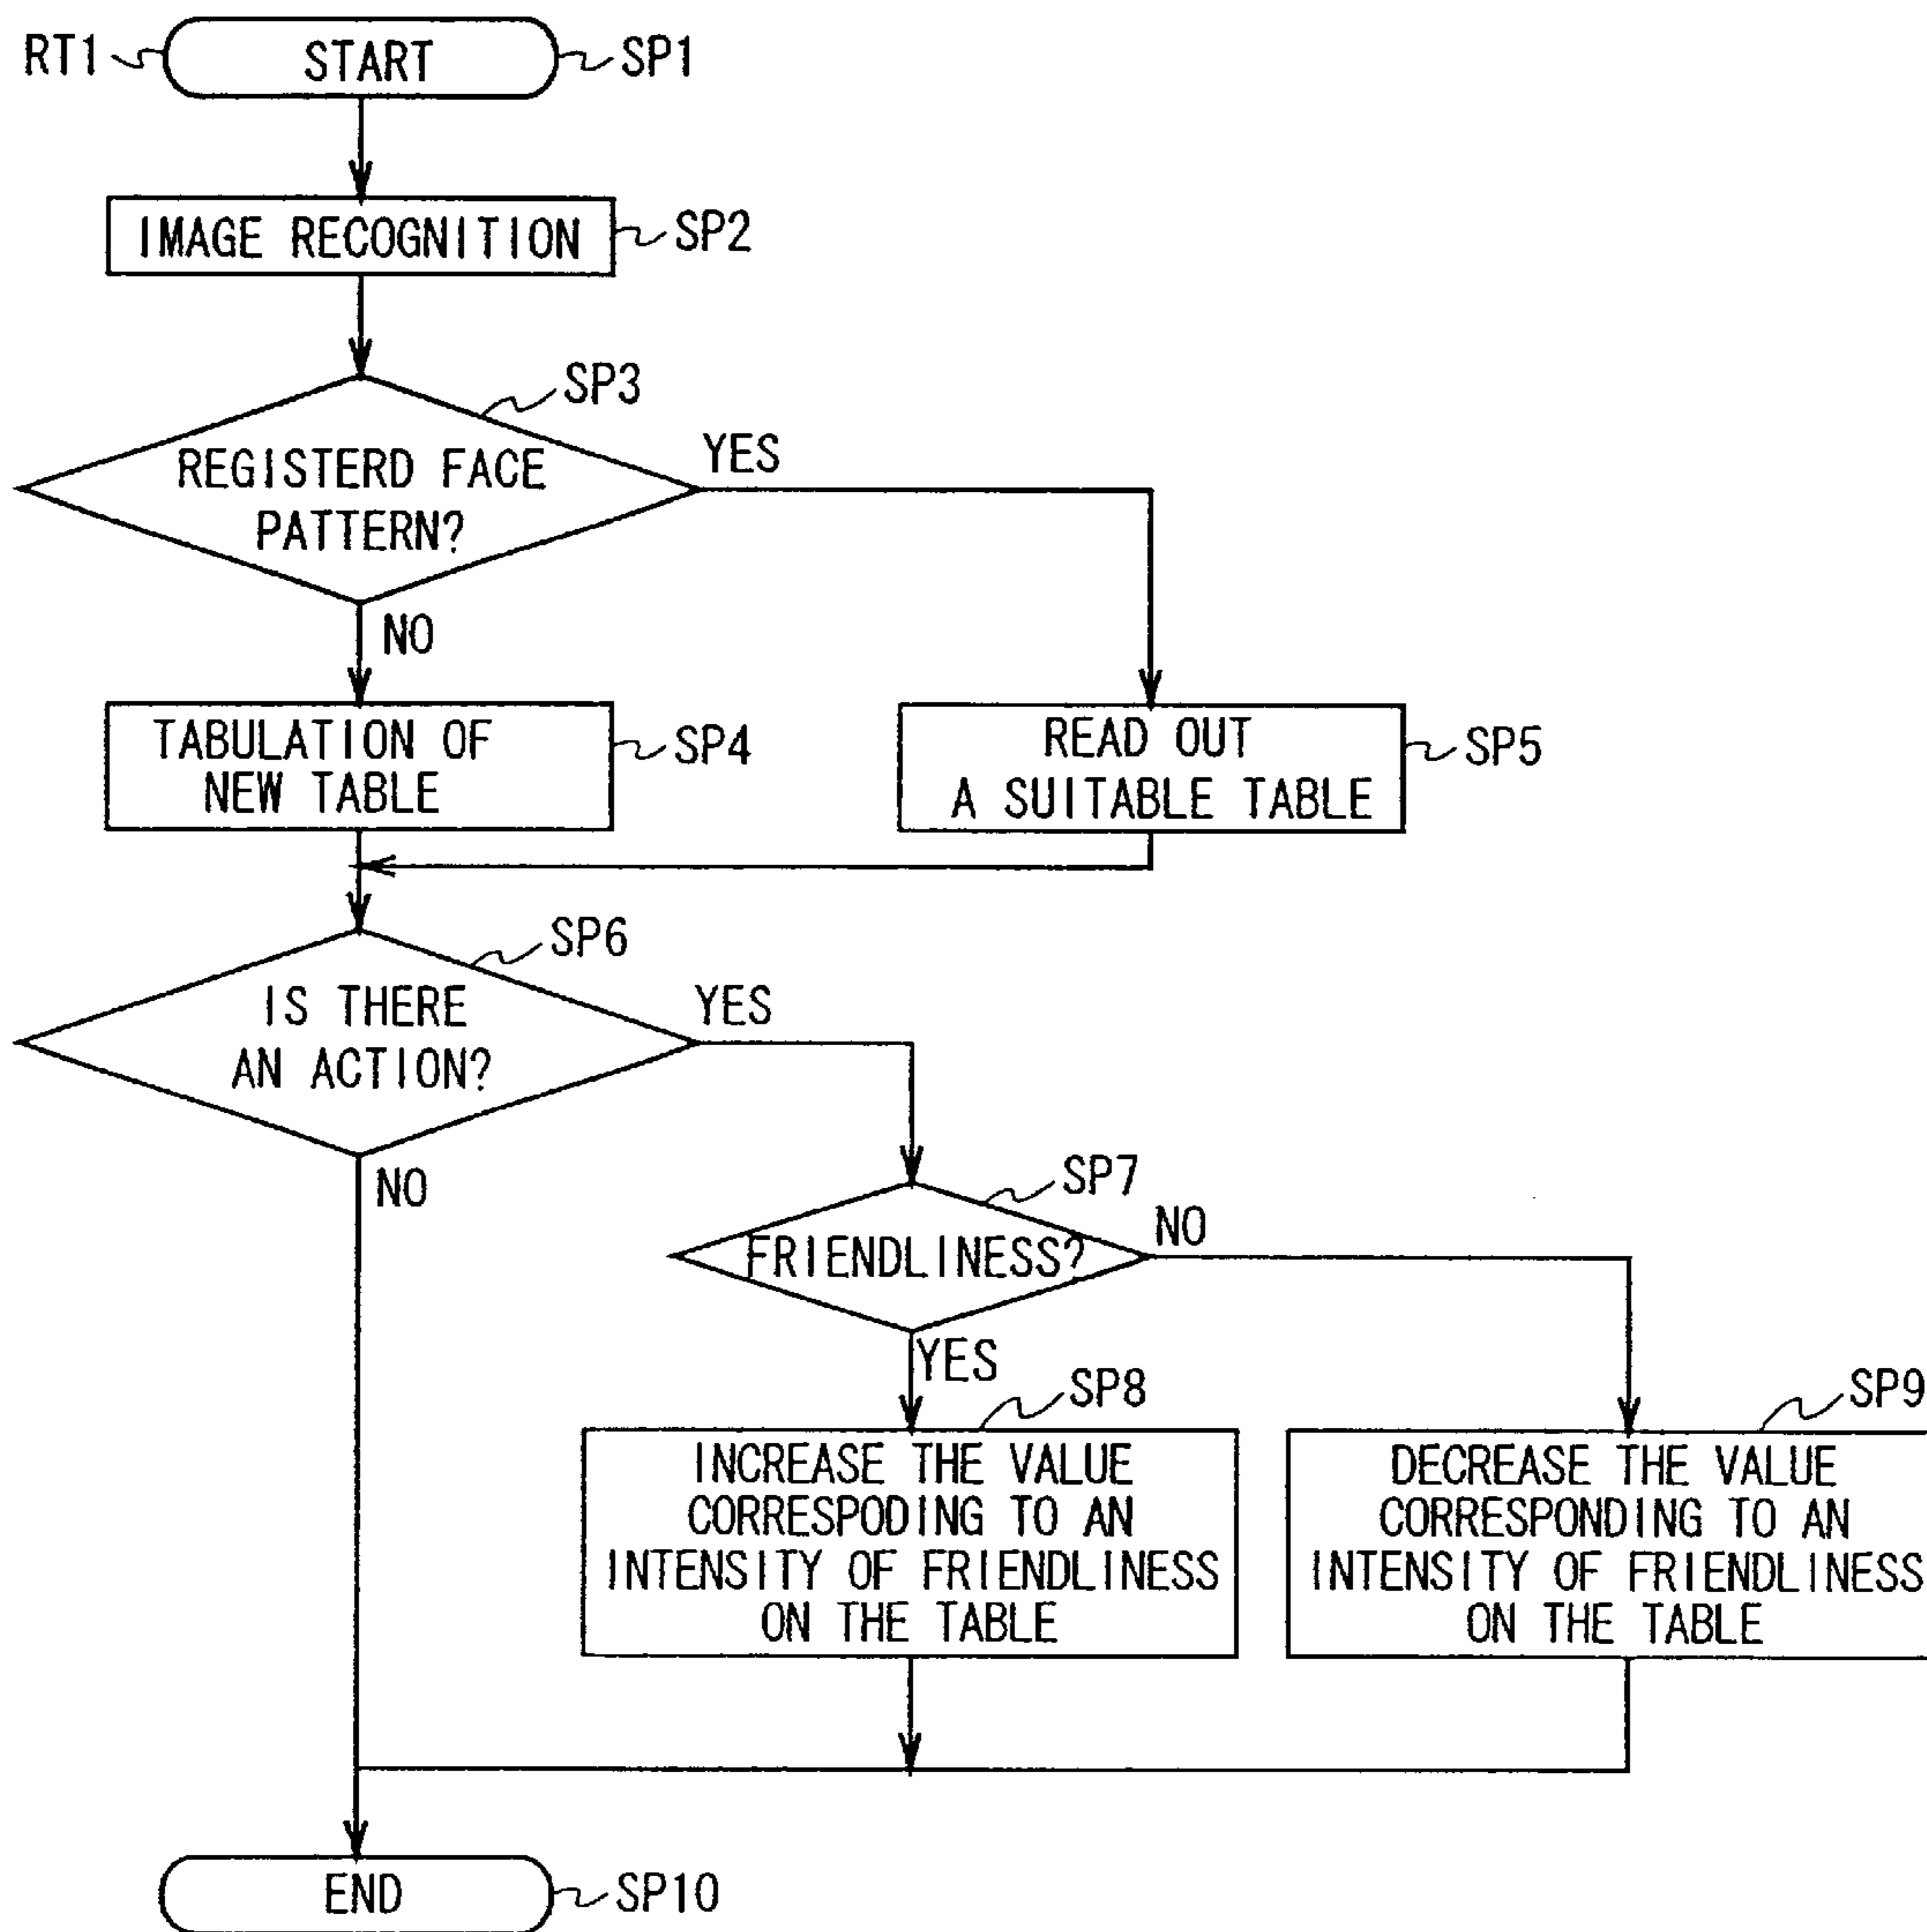 RT1
START
SP1
IMAGE RECOGNITION
SP2
SP3
REGISTERD FACE
PATTERN?
YES
NO
TABULATION OF
NEW TABLE
SP4
READ OUT
A SUITABLE TABLE
SP5
SP6
IS THERE
AN ACTION?
YES
NO
SP7
FRIENDLINESS?
NO
YES
SP8
INCREASE THE VALUE
CORRESPODING TO AN
INTENSITY OF FRIENDLINESS
ON THE TABLE
SP9
DECREASE THE VALUE
CORRESPONDING TO AN
INTENSITY OF FRIENDLINESS
ON THE TABLE
END
SP10